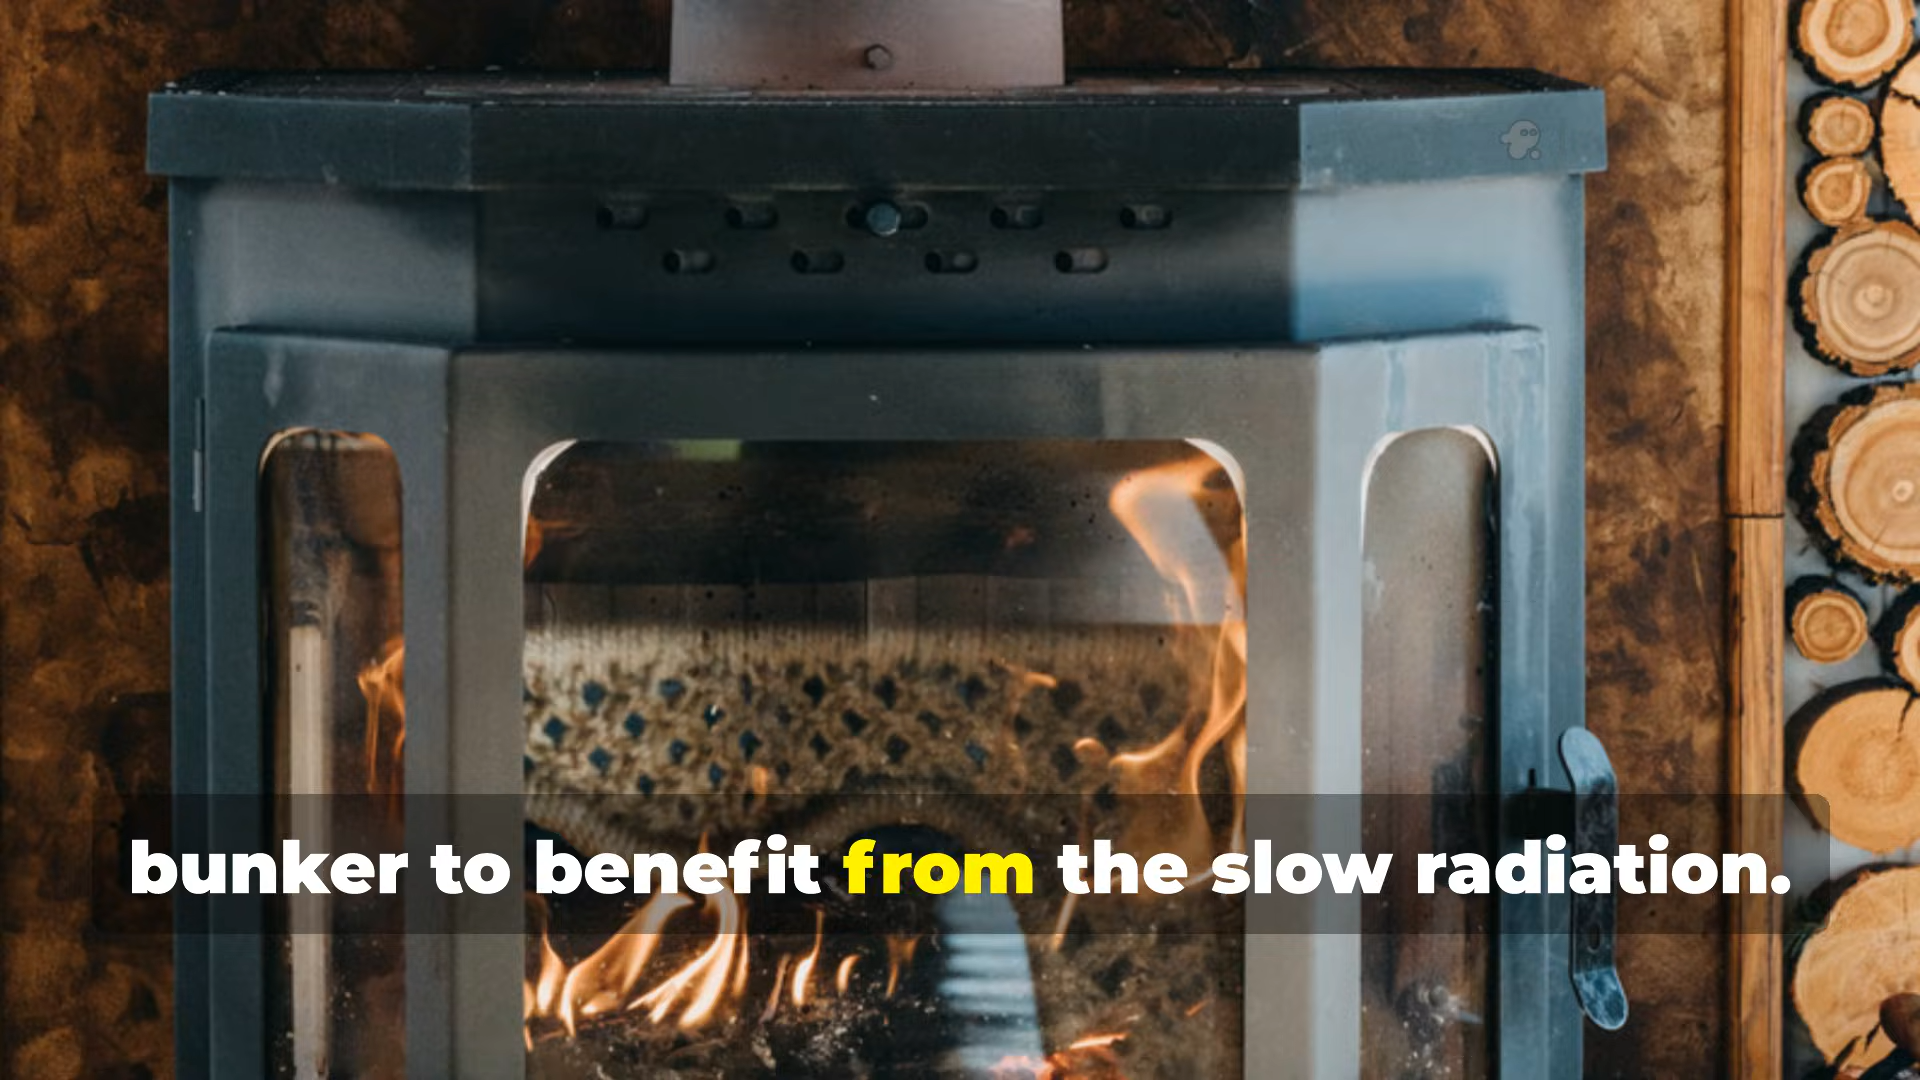 bunker to benefit from the slow radiation.